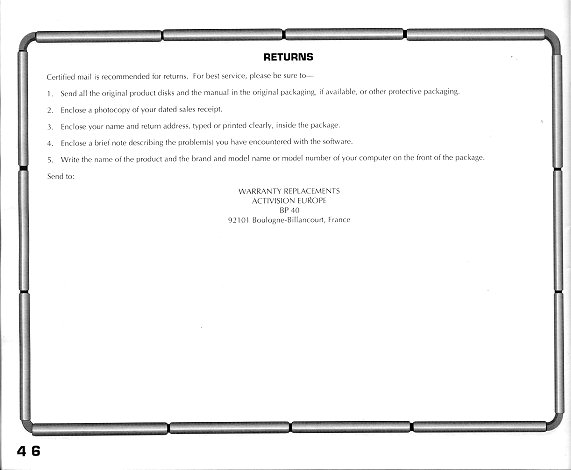 RETURNS
Certified mail is recommended for returns. For best service, please be sure to—
1. Send all the original product disks and the manual in the original packaging, if available, or other protective packaging.
2. Enclose a photocopy of your dated sales receipt.
3. Enclose your name and return address, typed or printed clearly, inside the package.
4. Enclose a brief note describing the problem(s) you have encountered with the software.
5. Write the name of the product and the brand and model name or model number of your computer on the front of the package.
Send to:
WARRANTY REPLACEMENTS
ACTIVISION EUROPE
BP 40
92101 Boulogne-Billancourt, France
4 6